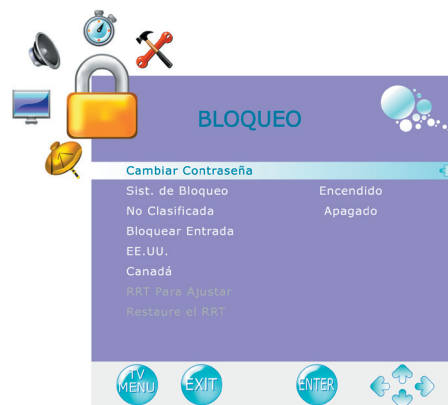 BLOQUEO
Cambiar Contraseña
Sist. de Bloqueo Encendido
No Clasificada Apagado
Bloquear Entrada
EE.UU.
Canadá
RRT Para Ajustar
Restaure el RRT
TV MENU EXIT ENTER